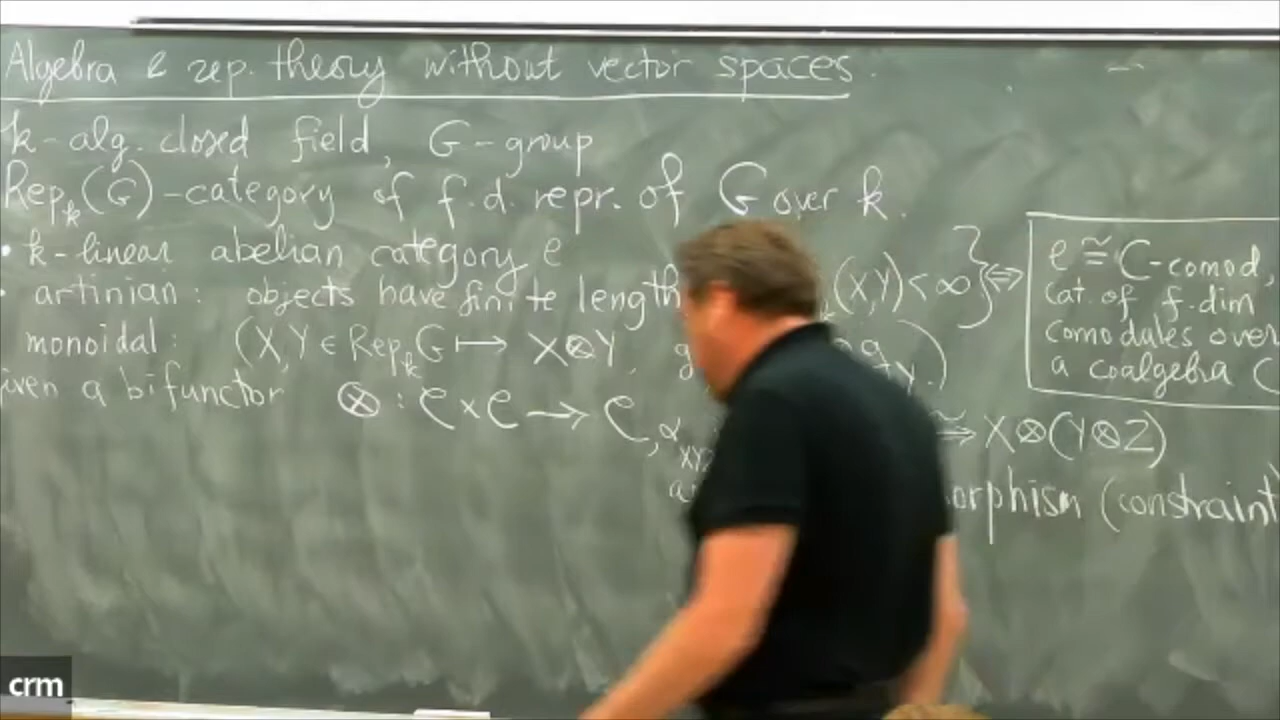 Algebra & rep. theory without vector spaces.
k-alg. closed field, G-group
Rep_k(G)-category of f.d. repr. of G over k.
• k-linear abelian category C
• artinian: objects have finite length (X,Y)<∞} ⇔
monoidal: (X,Y ∈ Rep_k G ↦ X⊗Y,
given a bifunctor ⊗ : C×C → C, α_XYZ ≅→ X⊗(Y⊗Z)
orphism (constraint
C ≅ C-comod,
cat. of f.dim
comodules over
a coalgebra C
crm